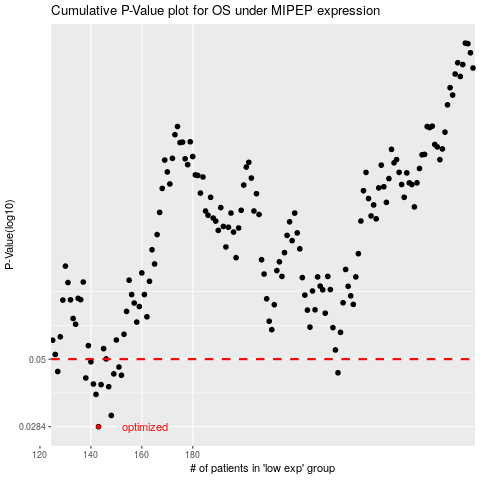 Cumulative P-Value plot for OS under MIPEP expression
P-Value(log10)
0.05
0.0284
optimized
120 140 160 180
# of patients in 'low exp' group